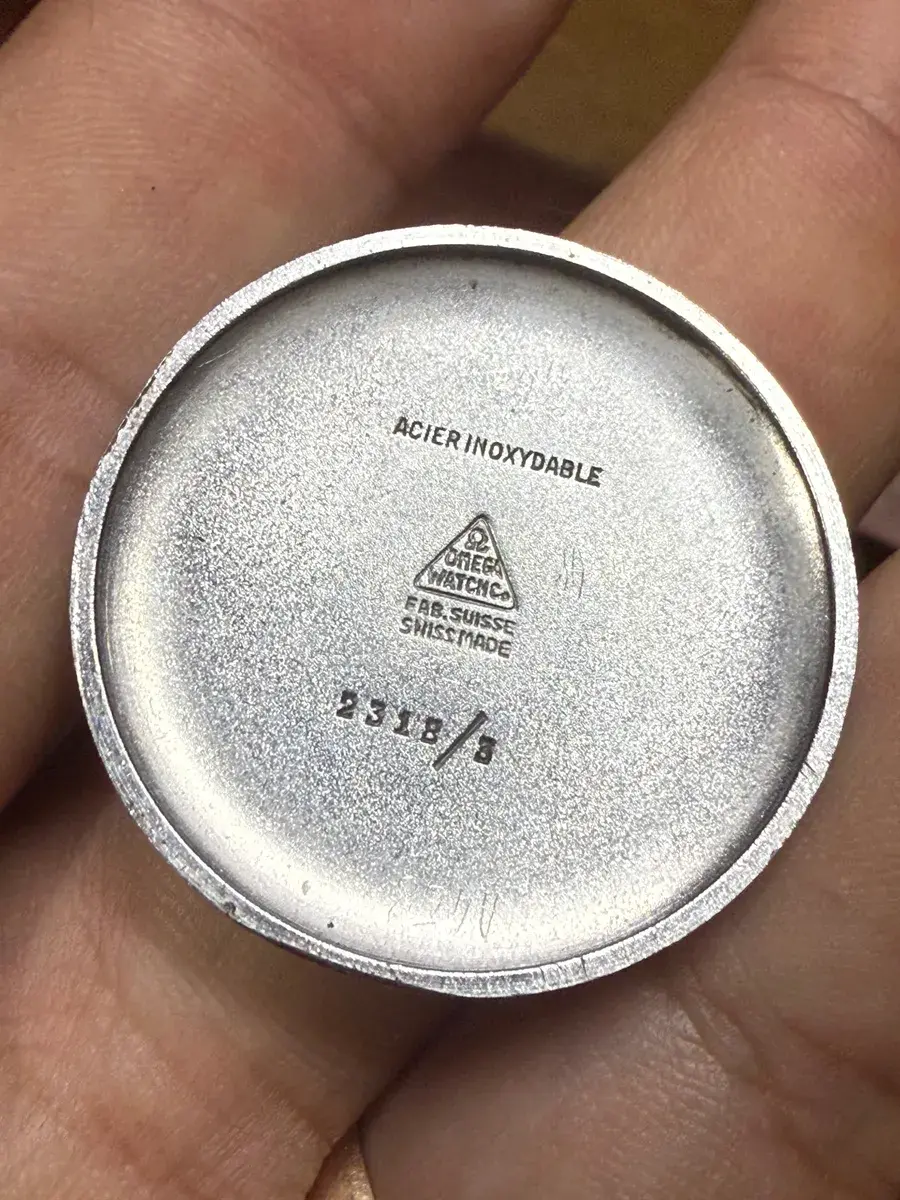 ACIER INOXYDABLE
Ω
OMEGA
WATCH Co
FAB. SUISSE
SWISS MADE
2318/3